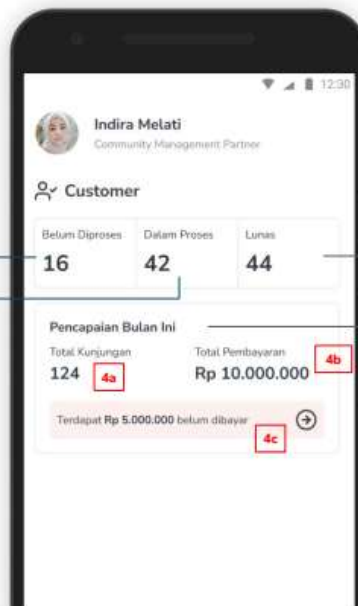 12:30
Indira Melati
Community Management Partner
Customer
Belum Diproses Dalam Proses Lunas
16 42 44
Pencapaian Bulan Ini
Total Kunjungan Total Pembayaran
124 4a Rp 10.000.000 4b
Terdapat Rp 5.000.000 belum dibayar
4c